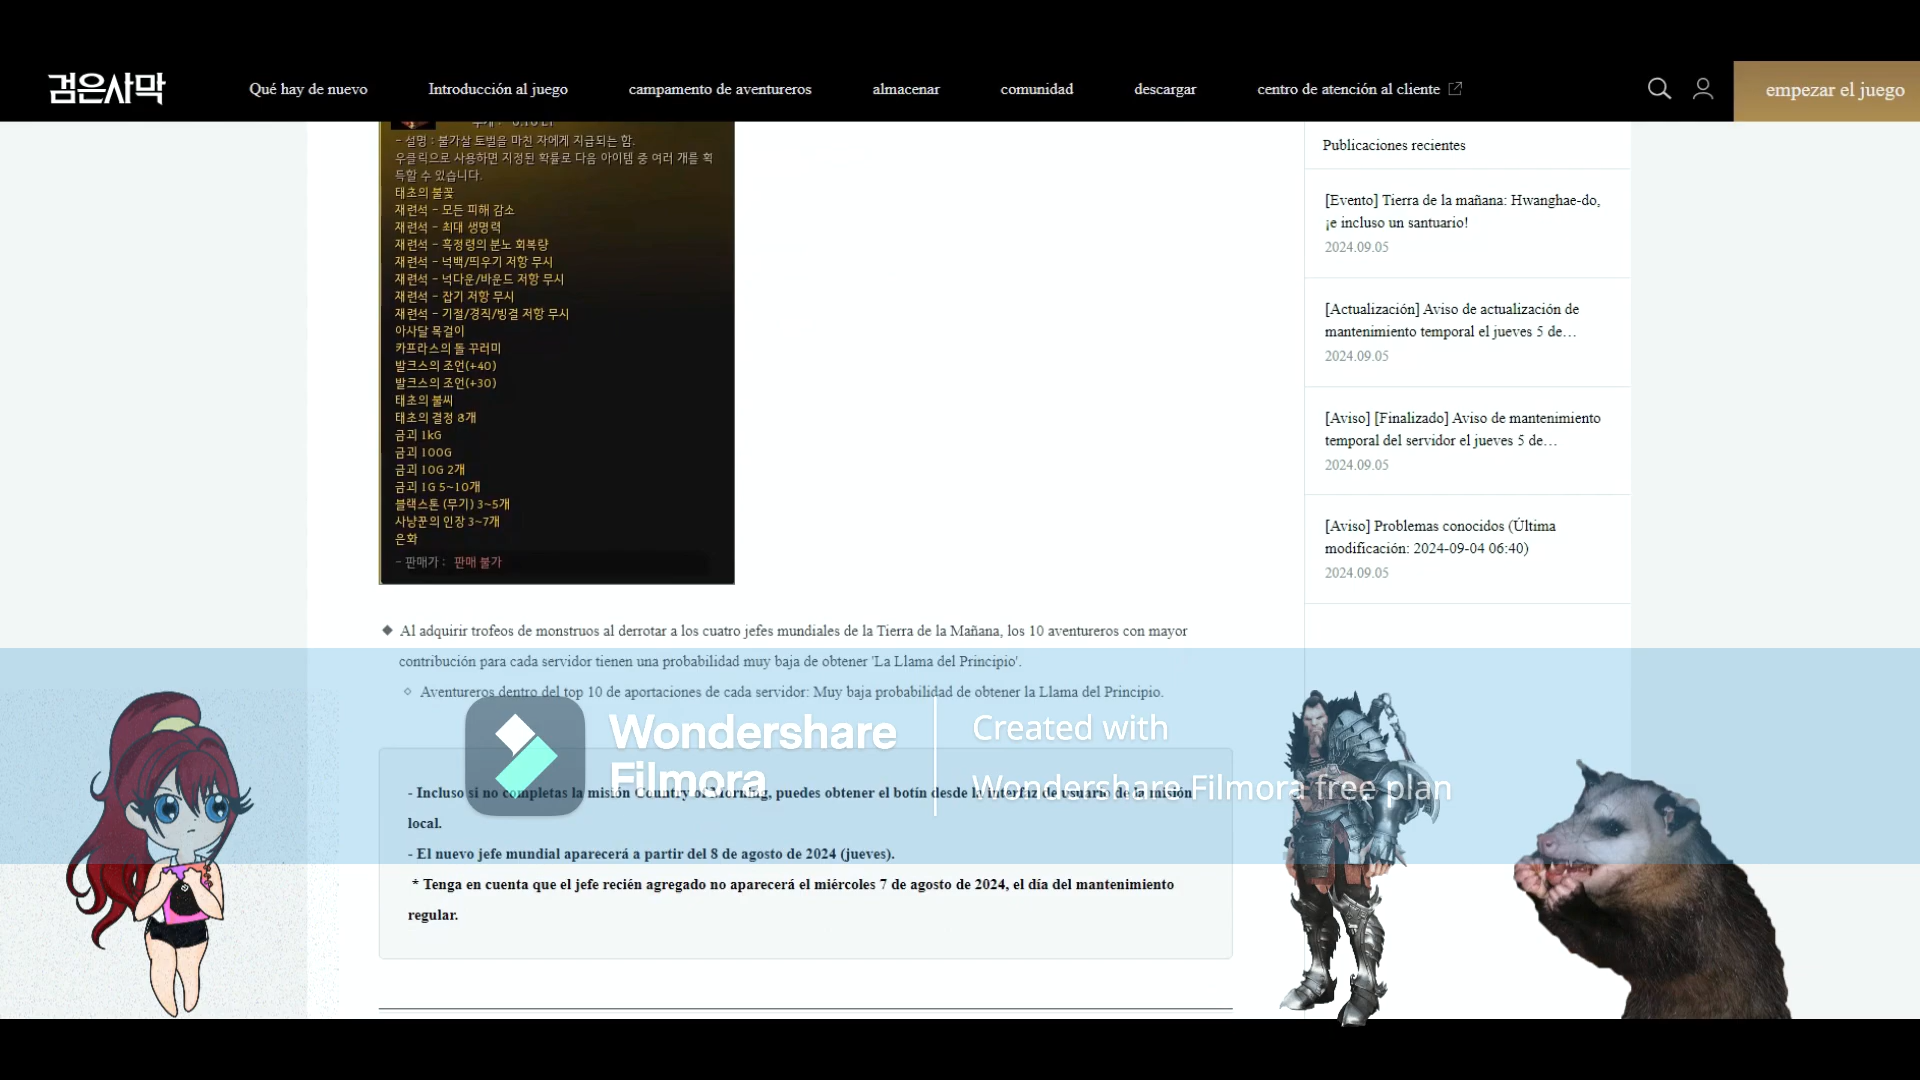 검은사막
Qué hay de nuevo
Introducción al juego
campamento de aventureros
almacenar
comunidad
descargar
centro de atención al cliente
empezar el juego
- 설명 : 불가살 토벌을 마친 자에게 지급되는 함.
우클릭으로 사용하면 지정된 확률로 다음 아이템 중 여러 개를 획
득할 수 있습니다.
태초의 불꽃
재련석 - 모든 피해 감소
재련석 - 최대 생명력
재련석 - 흑정령의 분노 회복량
재련석 - 넉백/띄우기 저항 무시
재련석 - 넉다운/바운드 저항 무시
재련석 - 잡기 저항 무시
재련석 - 기절/경직/빙결 저항 무시
아사달 목걸이
카프라스의 돌 꾸러미
발크스의 조언(+40)
발크스의 조언(+30)
태초의 불씨
태초의 결정 8개
금괴 1kG
금괴 100G
금괴 10G 2개
금괴 1G 5~10개
블랙스톤 (무기) 3~5개
사냥꾼의 인장 3~7개
은화
- 판매가 : 판매 불가
◆ Al adquirir trofeos de monstruos al derrotar a los cuatro jefes mundiales de la Tierra de la Mañana, los 10 aventureros con mayor
contribución para cada servidor tienen una probabilidad muy baja de obtener 'La Llama del Principio'.
◇ Aventureros dentro del top 10 de aportaciones de cada servidor: Muy baja probabilidad de obtener la Llama del Principio.
- Incluso si no completas la misión Country of Morning, puedes obtener el botín desde la interfaz de usuario de la misión
local.
- El nuevo jefe mundial aparecerá a partir del 8 de agosto de 2024 (jueves).
* Tenga en cuenta que el jefe recién agregado no aparecerá el miércoles 7 de agosto de 2024, el día del mantenimiento
regular.
Publicaciones recientes
[Evento] Tierra de la mañana: Hwanghae-do,
¡e incluso un santuario!
2024.09.05
[Actualización] Aviso de actualización de
mantenimiento temporal el jueves 5 de…
2024.09.05
[Aviso] [Finalizado] Aviso de mantenimiento
temporal del servidor el jueves 5 de…
2024.09.05
[Aviso] Problemas conocidos (Última
modificación: 2024-09-04 06:40)
2024.09.05
Wondershare
Filmora
Created with
Wondershare Filmora free plan